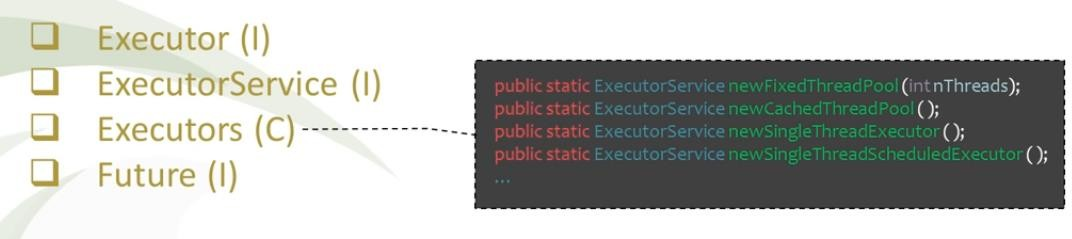 Executor (I)
ExecutorService (I)
Executors (C)
Future (I)
public static ExecutorService newFixedThreadPool(int nThreads);
public static ExecutorService newCachedThreadPool();
public static ExecutorService newSingleThreadExecutor();
public static ExecutorService newSingleThreadScheduledExecutor();
...